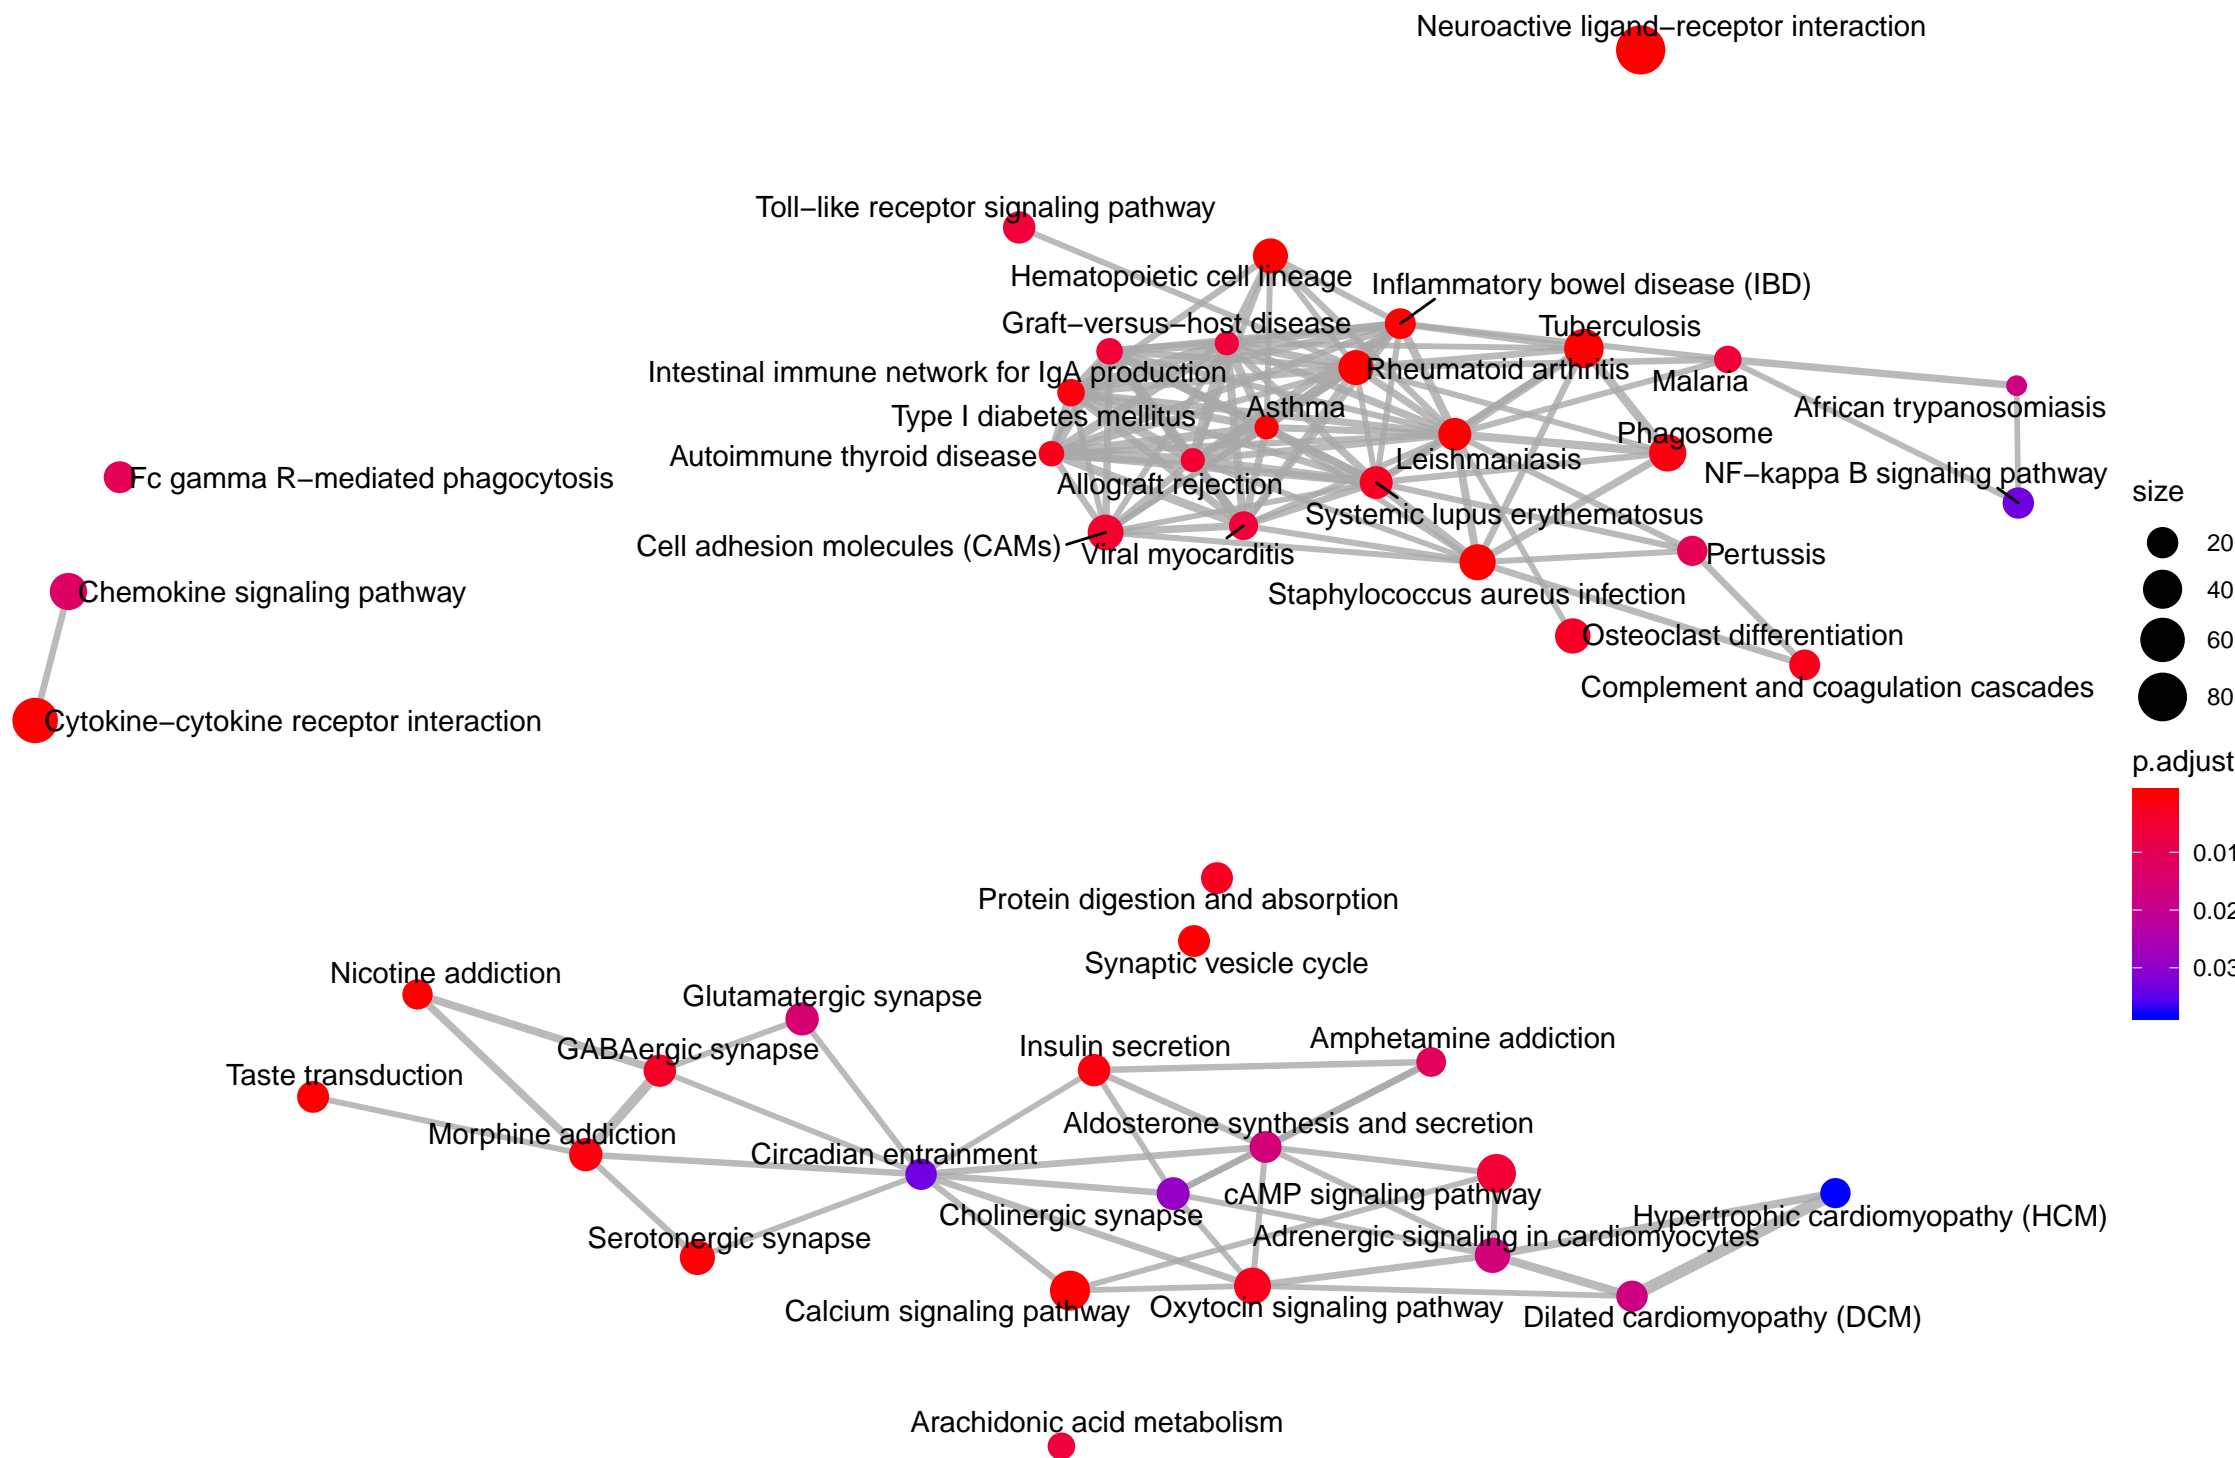 Neuroactive ligand−receptor interaction
Toll−like receptor signaling pathway
Hematopoietic cell lineage
Inflammatory bowel disease (IBD)
Graft−versus−host disease
Tuberculosis
Intestinal immune network for IgA production
Rheumatoid arthritis
Malaria
Type I diabetes mellitus
Asthma
African trypanosomiasis
Autoimmune thyroid disease
Leishmaniasis
Phagosome
Fc gamma R−mediated phagocytosis
Allograft rejection
NF−kappa B signaling pathway
Systemic lupus erythematosus
Cell adhesion molecules (CAMs)
Viral myocarditis
Pertussis
Chemokine signaling pathway
Staphylococcus aureus infection
Osteoclast differentiation
Complement and coagulation cascades
Cytokine−cytokine receptor interaction
size
20
40
60
80
p.adjust
0.01
0.02
0.03
Protein digestion and absorption
Synaptic vesicle cycle
Nicotine addiction
Glutamatergic synapse
GABAergic synapse
Insulin secretion
Amphetamine addiction
Taste transduction
Morphine addiction
Circadian entrainment
Aldosterone synthesis and secretion
cAMP signaling pathway
Cholinergic synapse
Hypertrophic cardiomyopathy (HCM)
Serotonergic synapse
Adrenergic signaling in cardiomyocytes
Calcium signaling pathway
Oxytocin signaling pathway
Dilated cardiomyopathy (DCM)
Arachidonic acid metabolism